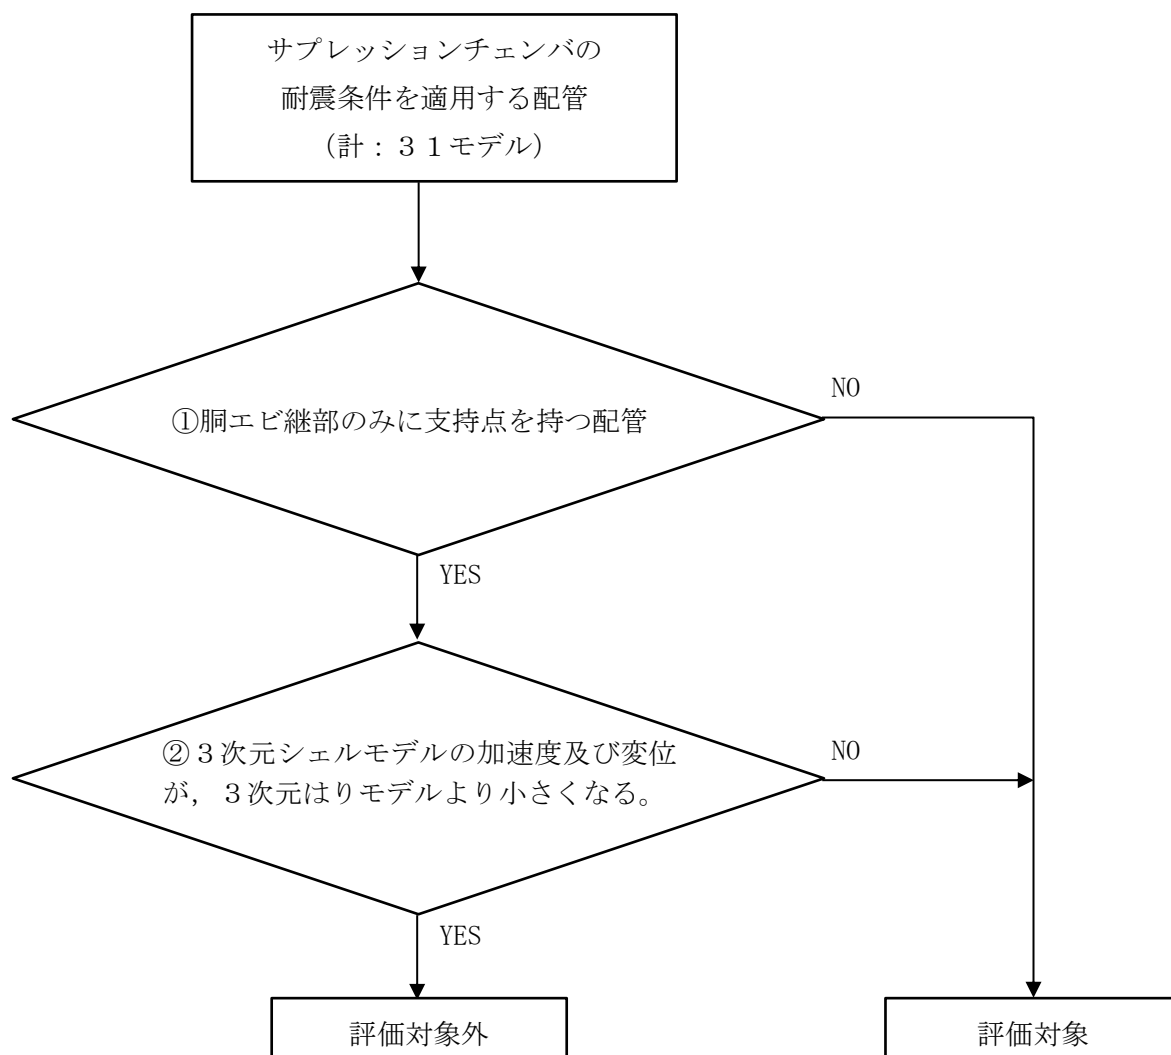 サプレッションチェンバの
耐震条件を適用する配管
（計：３１モデル）
①胴エビ継部のみに支持点を持つ配管
NO
YES
②３次元シェルモデルの加速度及び変位
が，３次元はりモデルより小さくなる。
NO
YES
評価対象外
評価対象